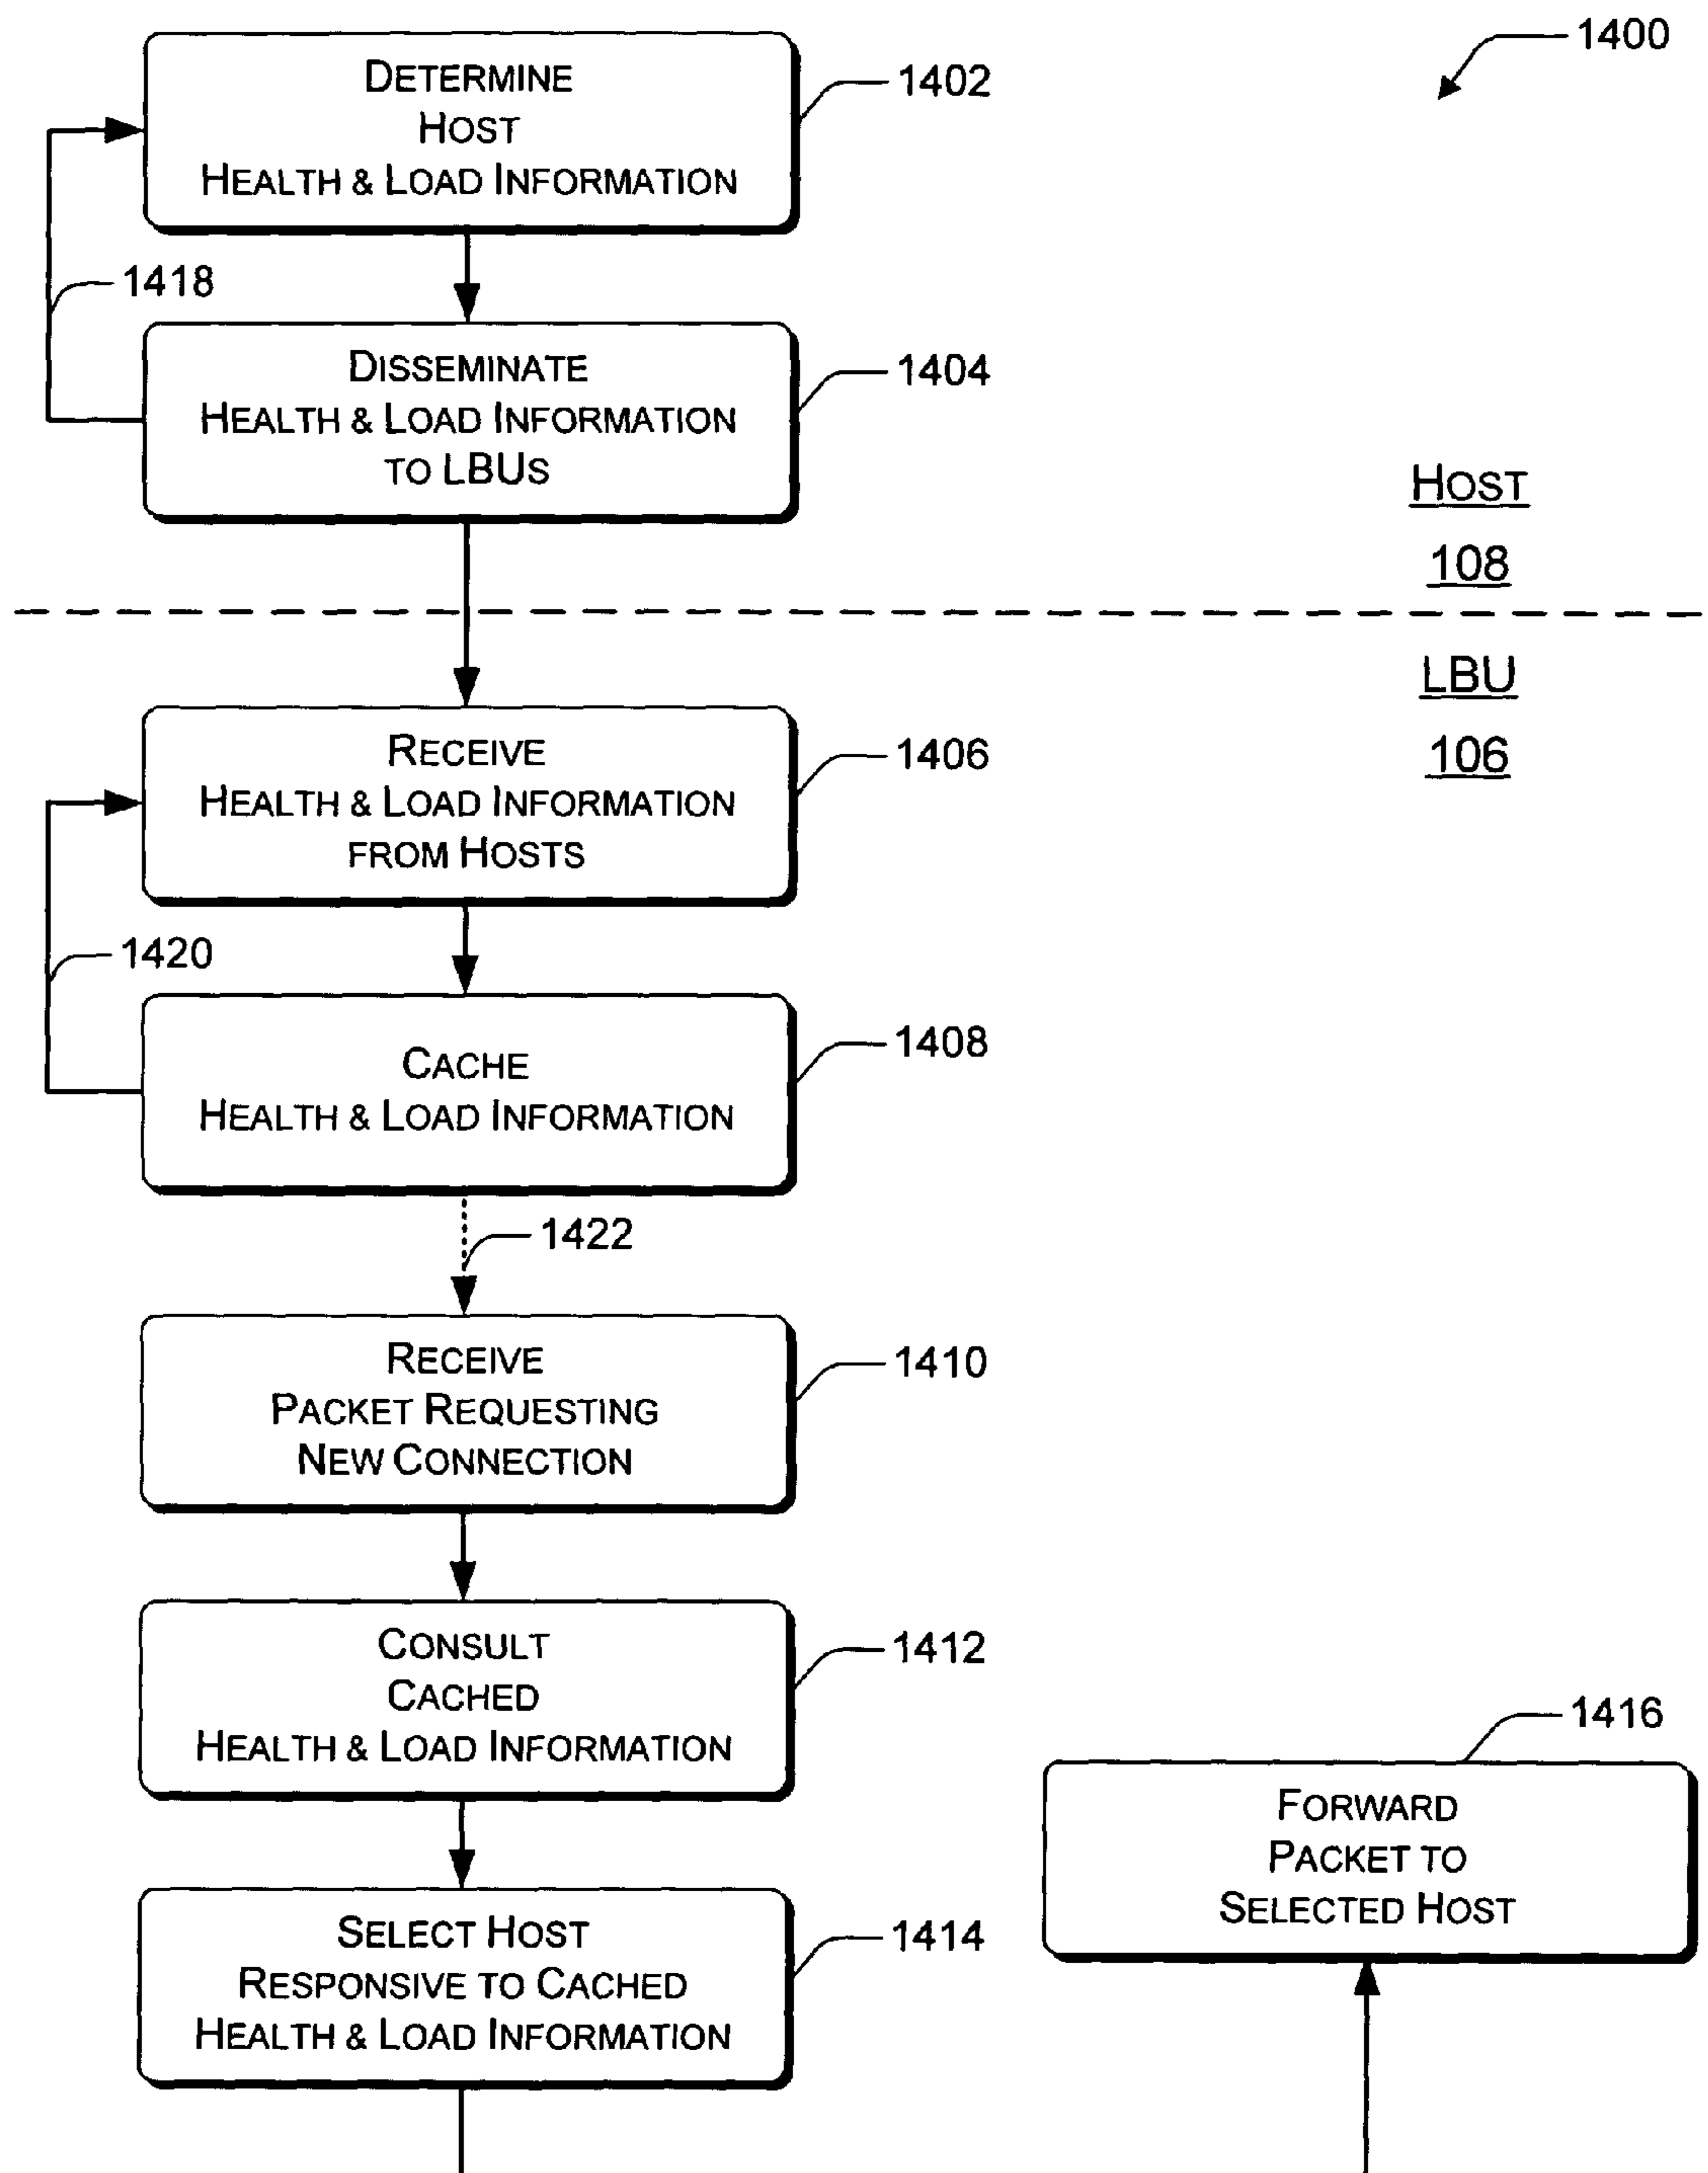 1400
DETERMINE
HOST
HEALTH & LOAD INFORMATION
1402
1418
DISSEMINATE
HEALTH & LOAD INFORMATION
TO LBUS
1404
HOST
108
LBU
106
RECEIVE
HEALTH & LOAD INFORMATION
FROM HOSTS
1406
1420
CACHE
HEALTH & LOAD INFORMATION
1408
1422
RECEIVE
PACKET REQUESTING
NEW CONNECTION
1410
CONSULT
CACHED
HEALTH & LOAD INFORMATION
1412
SELECT HOST
RESPONSIVE TO CACHED
HEALTH & LOAD INFORMATION
1414
1416
FORWARD
PACKET TO
SELECTED HOST